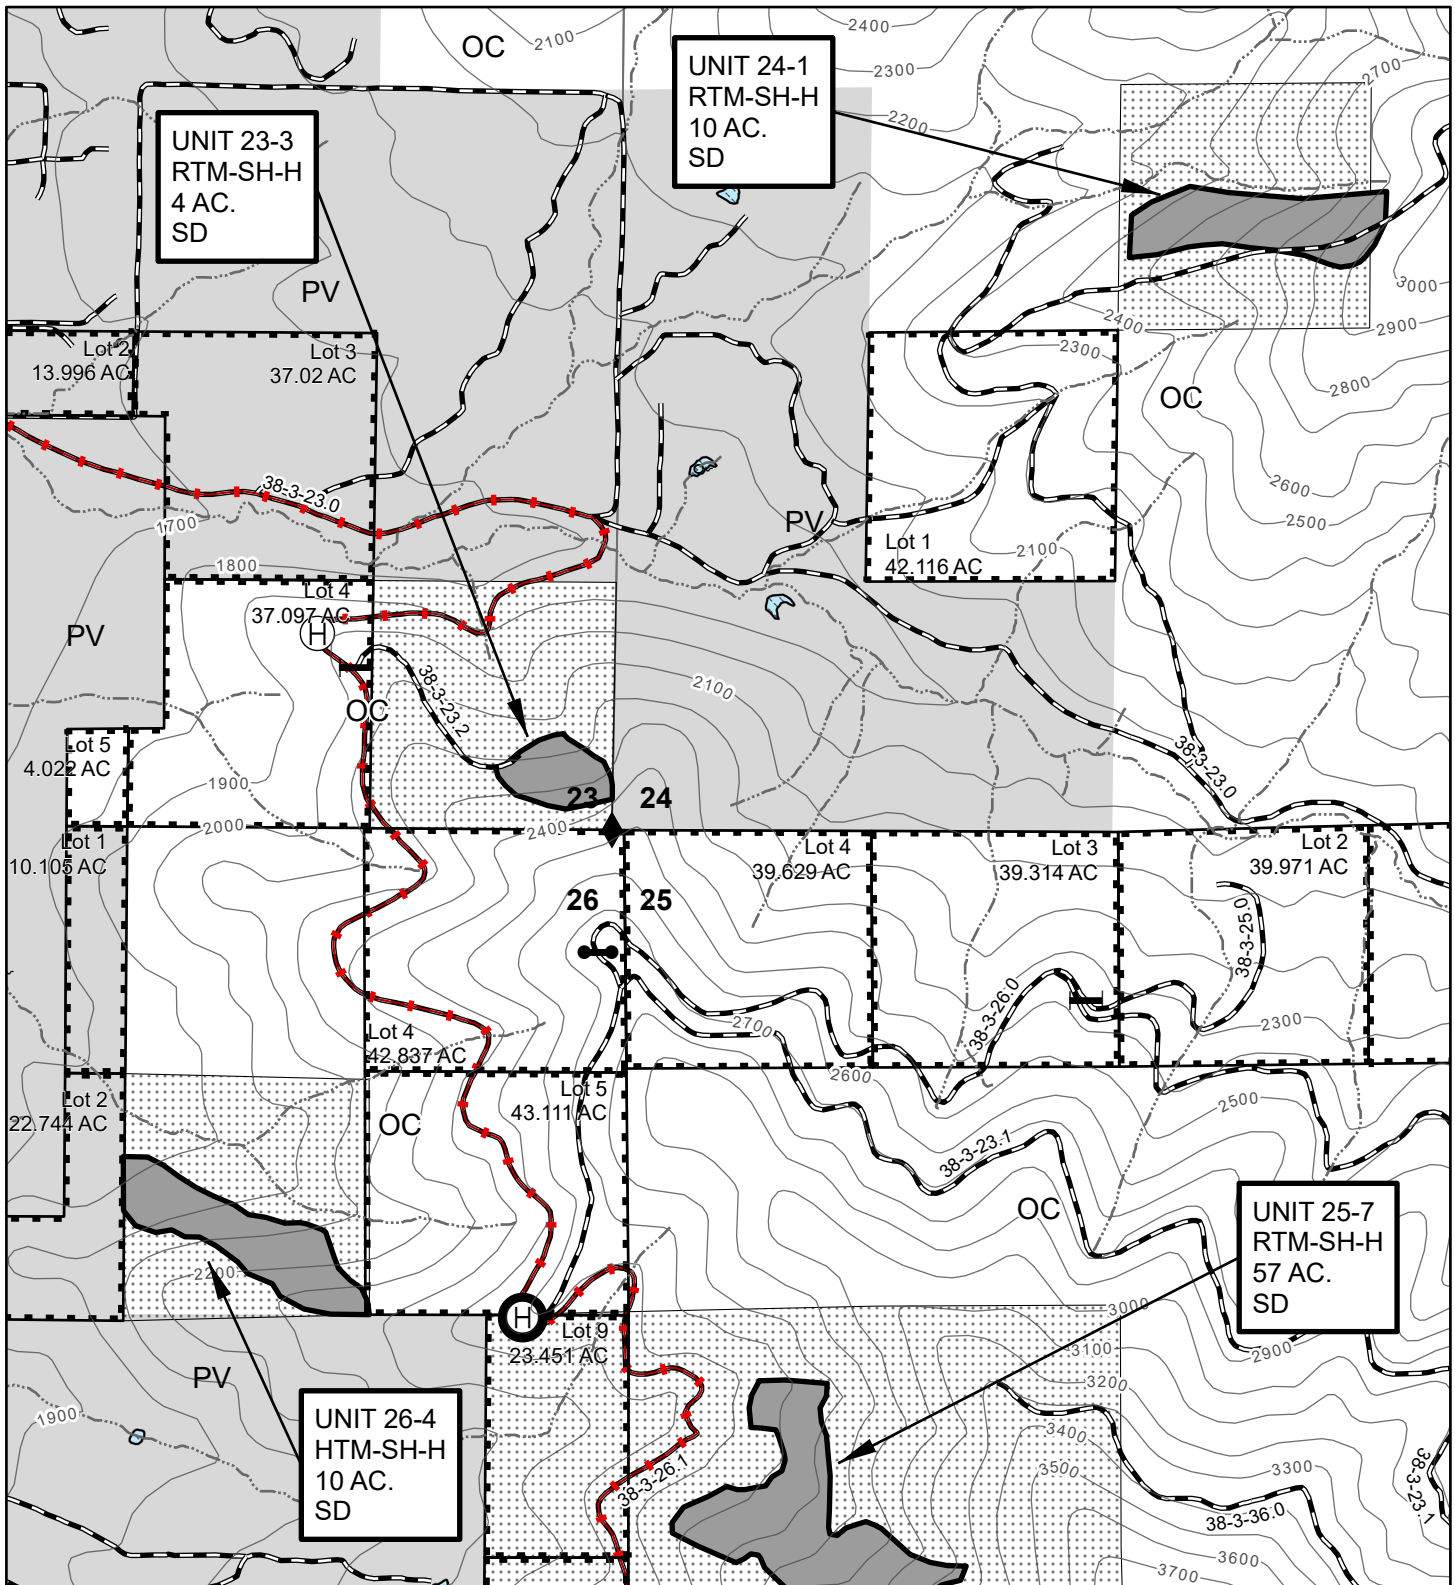 OC
2100
2400
2300
2200
2700
UNIT 24-1
RTM-SH-H
10 AC.
SD
UNIT 23-3
RTM-SH-H
4 AC.
SD
PV
3000
2900
2800
2400
2300
OC
Lot 2
13.996 AC
Lot 3
37.02 AC
38-3-23.0
1700
1800
PV
2600
2500
Lot 1
42.116 AC
2100
Lot 4
37.097 AC
H
PV
OC
38-3-23.2
2100
38-3-23.0
Lot 5
4.022 AC
1900
2000
2400
23
24
26
25
Lot 1
10.105 AC
Lot 4
39.629 AC
Lot 3
39.314 AC
Lot 2
39.971 AC
38-3-25.0
38-3-26.0
2300
2700
2600
2500
Lot 4
42.837 AC
Lot 5
43.111 AC
Lot 2
22.744 AC
OC
38-3-23.1
OC
2200
UNIT 25-7
RTM-SH-H
57 AC.
SD
H
Lot 9
23.451 AC
3000
3100
3200
2900
PV
1900
UNIT 26-4
HTM-SH-H
10 AC.
SD
38-3-26.1
3400
3500
3300
38-3-36.0
3600
3700
38-3-23.1